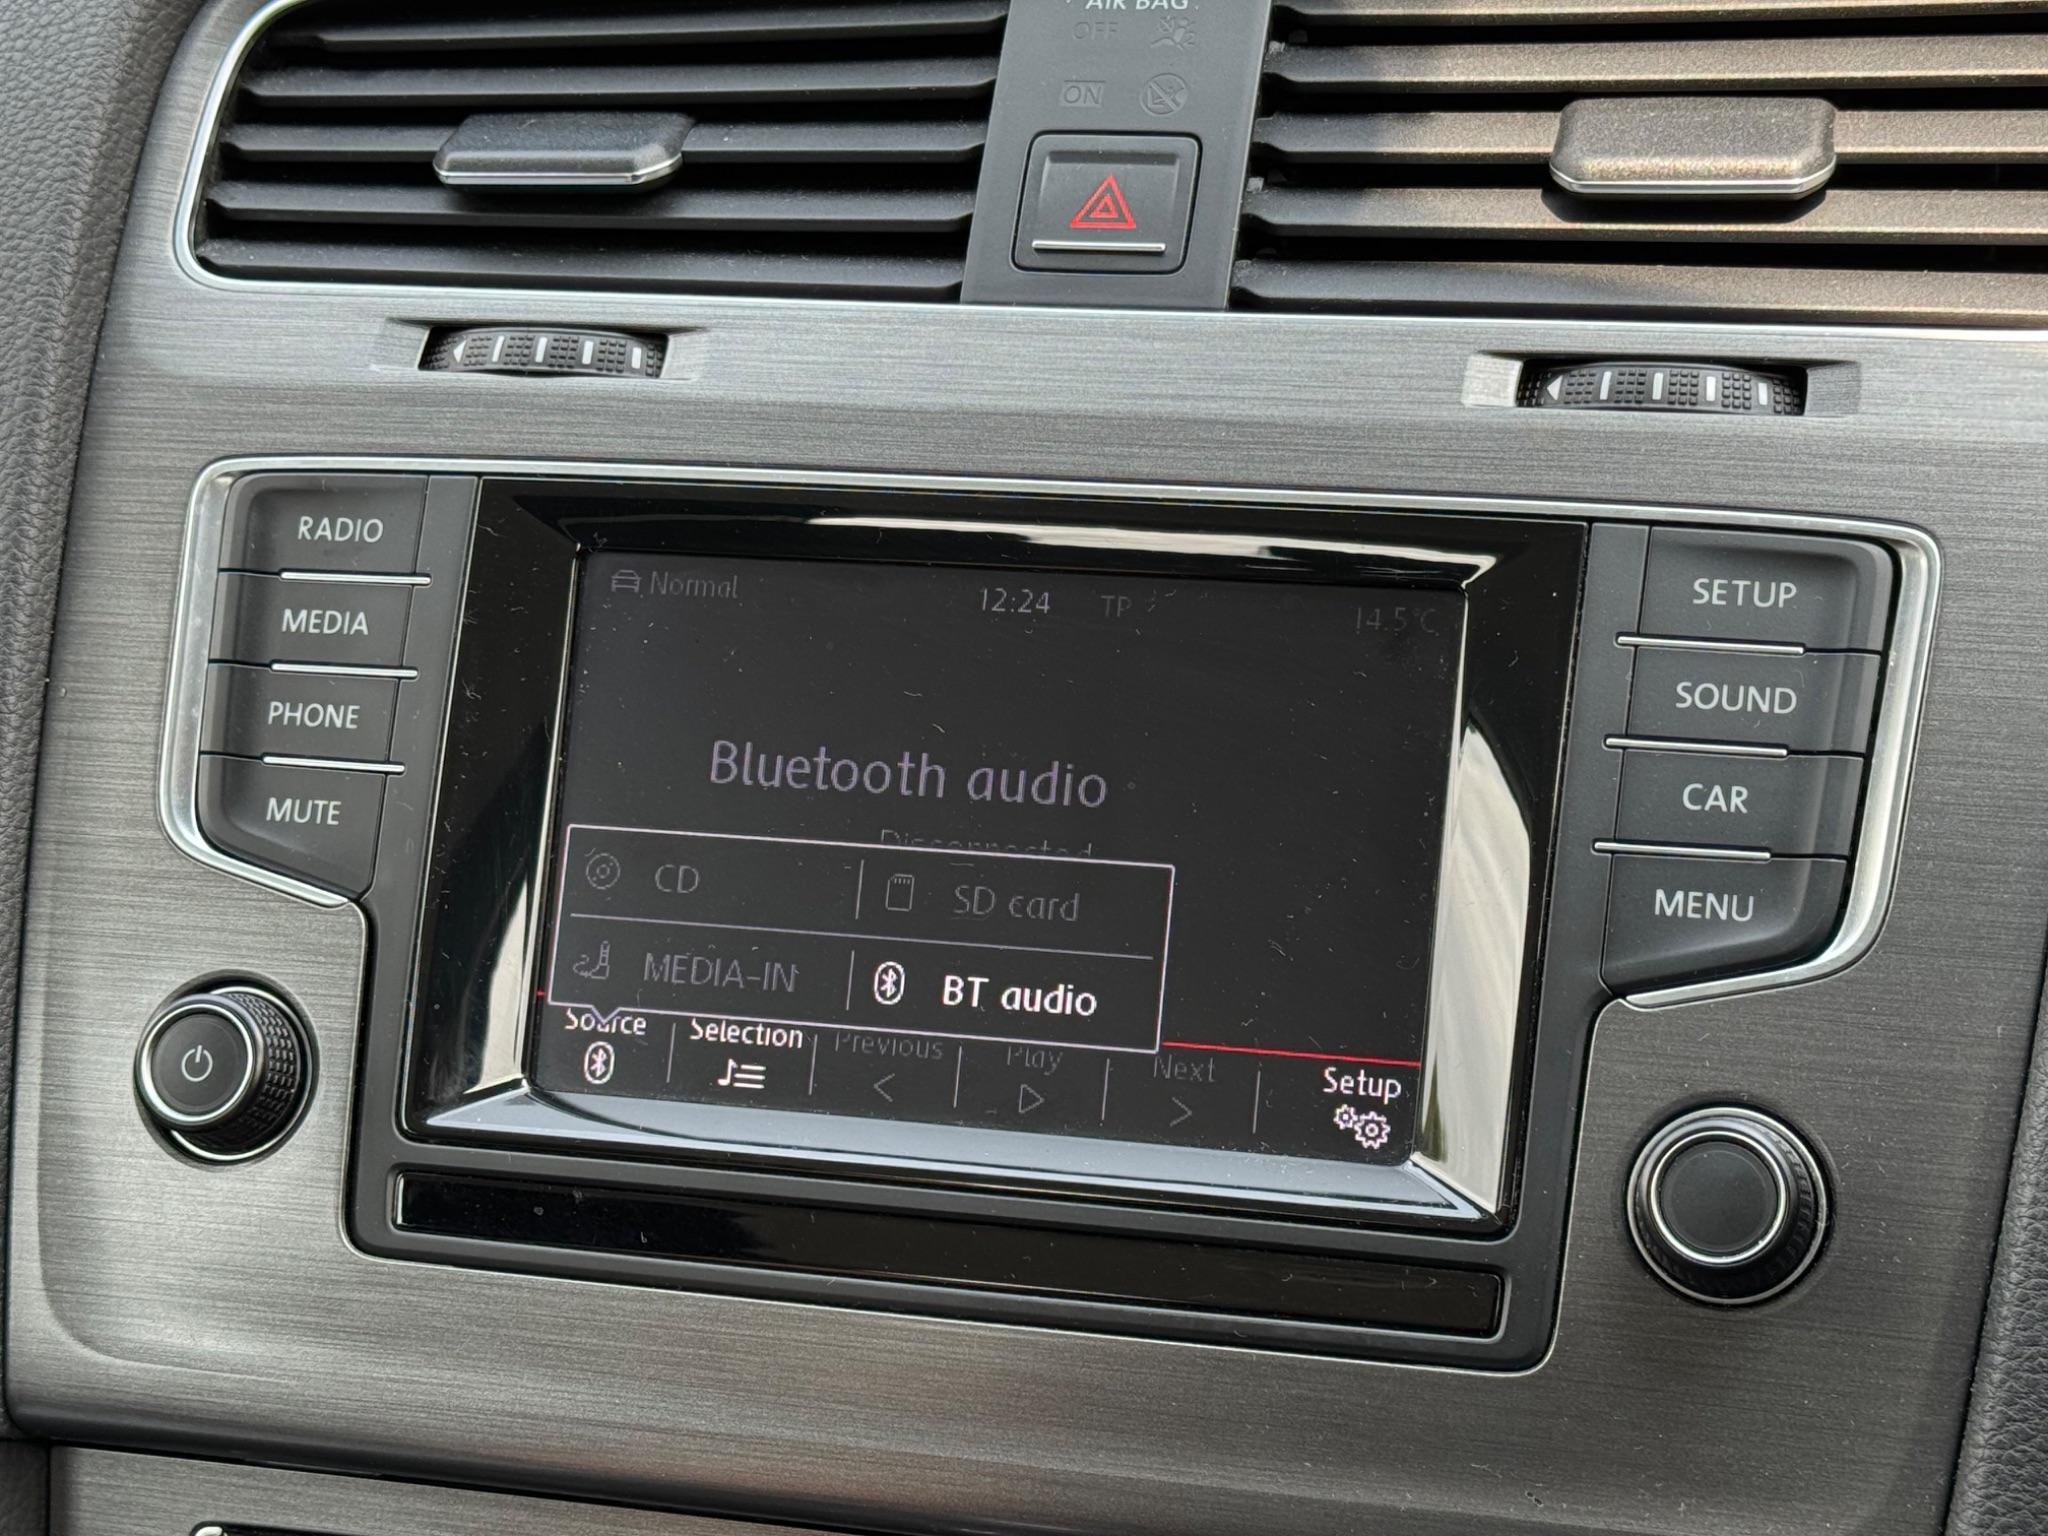 AIR BAG
OFF
ON
RADIO
MEDIA
PHONE
MUTE
Normal
12:24
TP
14.5°C
Bluetooth audio
Disconnected
CD
SD card
MEDIA-IN
BT audio
Source
Selection
Previous
Play
Next
Setup
SETUP
SOUND
CAR
MENU